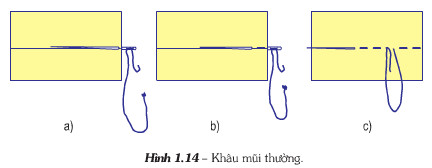 a) b) c)
Hình 1.14 – Khâu mũi thường.